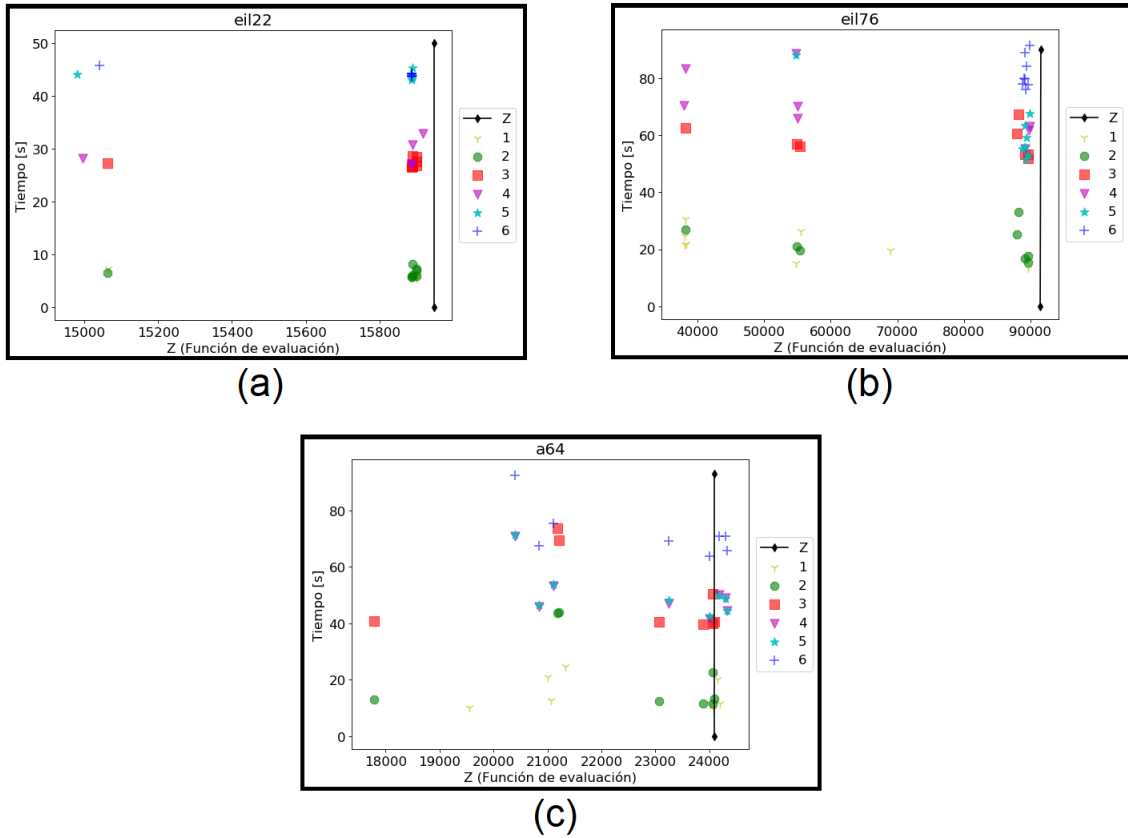 eil22
50
40
30
20
10
0
Tiempo [s]
15000 15200 15400 15600 15800
Z (Función de evaluación)
Z
1
2
3
4
5
6
(a)
eil76
80
60
40
20
0
Tiempo [s]
40000 50000 60000 70000 80000 90000
Z (Función de evaluación)
Z
1
2
3
4
5
6
(b)
a64
80
60
40
20
0
Tiempo [s]
18000 19000 20000 21000 22000 23000 24000
Z (Función de evaluación)
Z
1
2
3
4
5
6
(c)